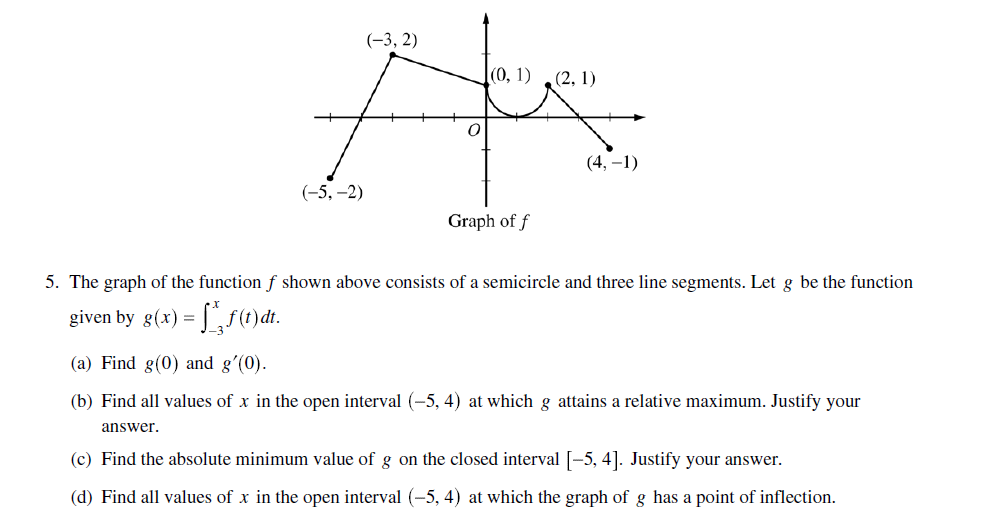 (−3, 2)
(0, 1)
(2, 1)
O
(4, −1)
(−5, −2)
Graph of f
5. The graph of the function f shown above consists of a semicircle and three line segments. Let g be the function
given by g(x) = ∫_{−3}^{x} f(t) dt.
(a) Find g(0) and g′(0).
(b) Find all values of x in the open interval (−5, 4) at which g attains a relative maximum. Justify your
answer.
(c) Find the absolute minimum value of g on the closed interval [−5, 4]. Justify your answer.
(d) Find all values of x in the open interval (−5, 4) at which the graph of g has a point of inflection.